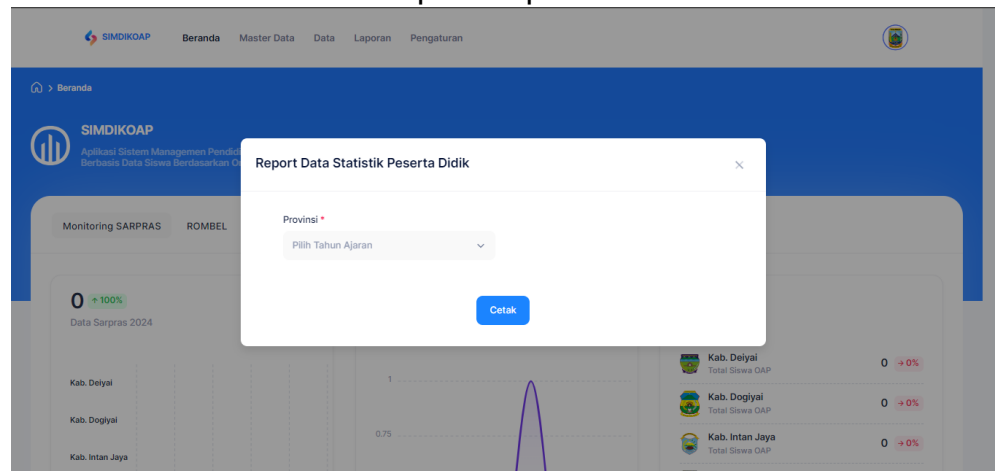 SIMDIKOAP Beranda Master Data Data Laporan Pengaturan
> Beranda
SIMDIKOAP
Aplikasi Sistem Managemen Pendidi
Berbasis Data Siswa Berdasarkan O
Report Data Statistik Peserta Didik
Provinsi *
Pilih Tahun Ajaran
Cetak
Monitoring SARPRAS ROMBEL
0 ↑ 100%
Data Sarpras 2024
Kab. Deiyai
Kab. Dogiyai
Kab. Intan Jaya
1
0.75
Kab. Deiyai
Total Siswa OAP
0 → 0%
Kab. Dogiyai
Total Siswa OAP
0 → 0%
Kab. Intan Jaya
Total Siswa OAP
0 → 0%